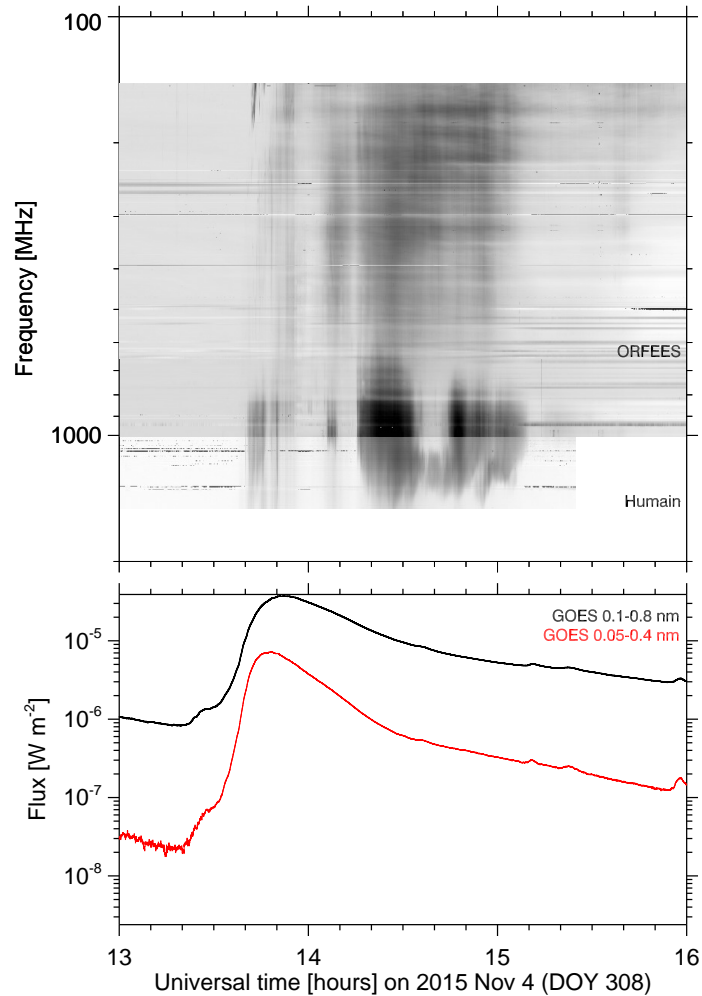 100
1000
Frequency [MHz]
ORFEES
Humain
GOES 0.1-0.8 nm
GOES 0.05-0.4 nm
10⁻⁵
10⁻⁶
10⁻⁷
10⁻⁸
Flux [W m⁻²]
13 14 15 16
Universal time [hours] on 2015 Nov 4 (DOY 308)